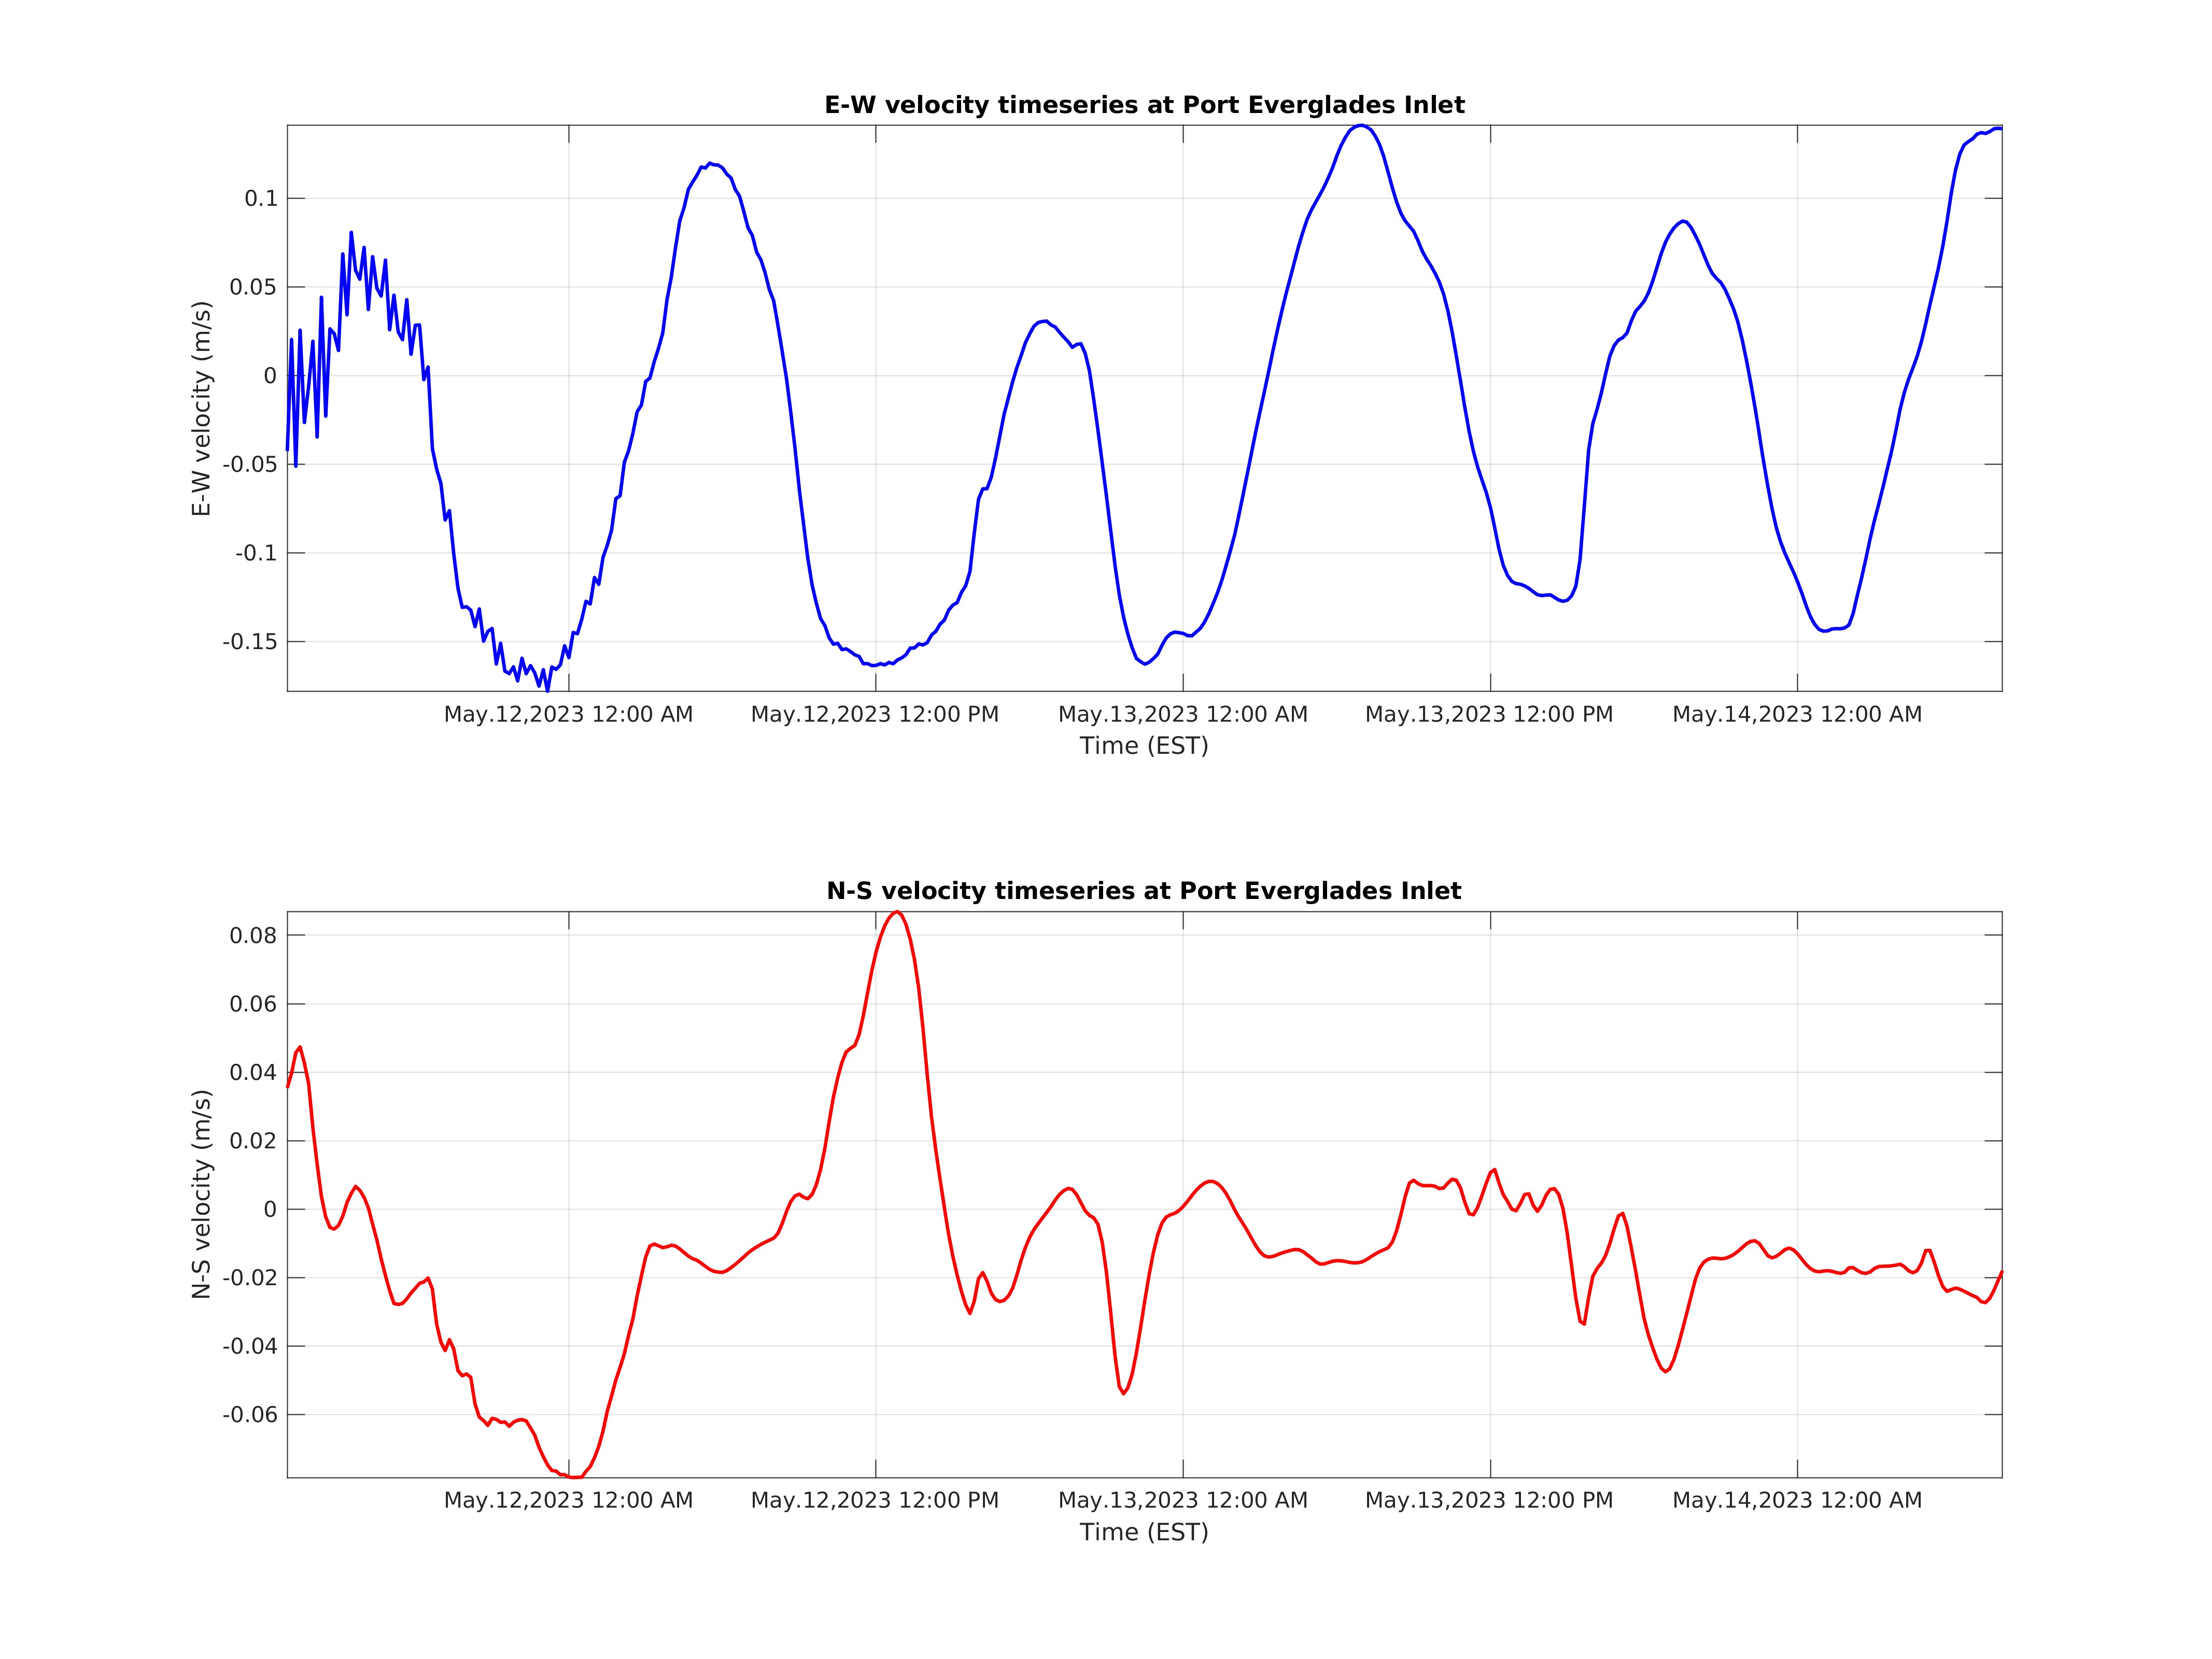 E-W velocity timeseries at Port Everglades Inlet
0.1
0.05
0
-0.05
-0.1
-0.15
E-W velocity (m/s)
May.12,2023 12:00 AM May.12,2023 12:00 PM May.13,2023 12:00 AM May.13,2023 12:00 PM May.14,2023 12:00 AM
Time (EST)
N-S velocity timeseries at Port Everglades Inlet
0.08
0.06
0.04
0.02
0
-0.02
-0.04
-0.06
N-S velocity (m/s)
May.12,2023 12:00 AM May.12,2023 12:00 PM May.13,2023 12:00 AM May.13,2023 12:00 PM May.14,2023 12:00 AM
Time (EST)